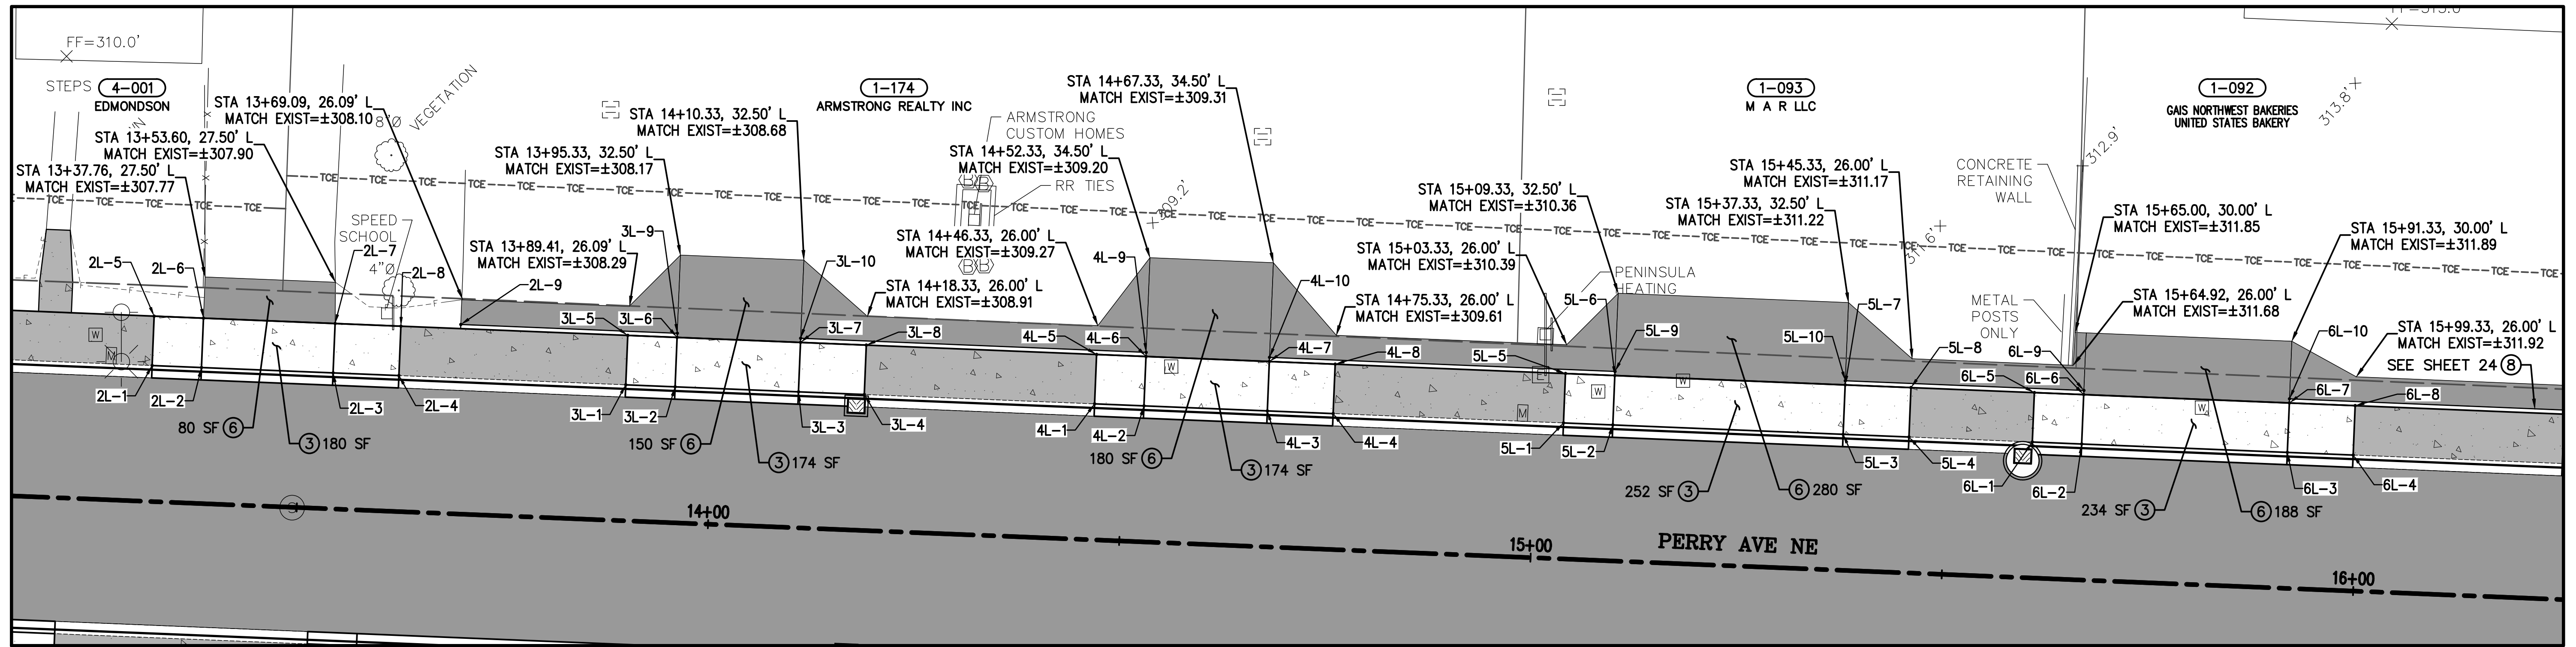 FF=310.0'
FF=313.0'
STEPS
4-001
EDMONDSON
STA 13+69.09, 26.09' L
MATCH EXIST=±308.10
8"Ø
VEGETATION
STA 13+53.60, 27.50' L
MATCH EXIST=±307.90
STA 13+37.76, 27.50' L
MATCH EXIST=±307.77
1-174
ARMSTRONG REALTY INC
STA 14+10.33, 32.50' L
MATCH EXIST=±308.68
STA 13+95.33, 32.50' L
MATCH EXIST=±308.17
ARMSTRONG
CUSTOM HOMES
STA 14+67.33, 34.50' L
MATCH EXIST=±309.31
STA 14+52.33, 34.50' L
MATCH EXIST=±309.20
RR TIES
B B
309.2'
1-093
M A R LLC
1-092
GAIS NORTHWEST BAKERIES
UNITED STATES BAKERY
313.8'
312.9'
CONCRETE
RETAINING
WALL
STA 15+45.33, 26.00' L
MATCH EXIST=±311.17
STA 15+09.33, 32.50' L
MATCH EXIST=±310.36
STA 15+37.33, 32.50' L
MATCH EXIST=±311.22
311.6'
STA 15+65.00, 30.00' L
MATCH EXIST=±311.85
STA 15+91.33, 30.00' L
MATCH EXIST=±311.89
TCE TCE TCE TCE TCE TCE
SPEED
SCHOOL
4"Ø
STA 13+89.41, 26.09' L
MATCH EXIST=±308.29
STA 14+46.33, 26.00' L
MATCH EXIST=±309.27
B B
STA 14+18.33, 26.00' L
MATCH EXIST=±308.91
STA 15+03.33, 26.00' L
MATCH EXIST=±310.39
PENINSULA
HEATING
STA 14+75.33, 26.00' L
MATCH EXIST=±309.61
METAL
POSTS
ONLY
STA 15+64.92, 26.00' L
MATCH EXIST=±311.68
STA 15+99.33, 26.00' L
MATCH EXIST=±311.92
SEE SHEET 24 8
2L-5
2L-6
2L-7
2L-8
2L-9
3L-9
3L-10
3L-5
3L-6
3L-7
3L-8
4L-9
4L-10
4L-5
4L-6
4L-7
4L-8
5L-6
5L-9
5L-5
5L-10
5L-7
5L-8
6L-9
6L-5
6L-6
6L-10
6L-7
6L-8
W
M
W
E
W
M
W
W
2L-1
2L-2
2L-3
2L-4
3L-1
3L-2
3L-3
3L-4
4L-1
4L-2
4L-3
4L-4
5L-1
5L-2
5L-3
5L-4
6L-1
6L-2
6L-3
6L-4
80 SF 6
3 180 SF
150 SF 6
3 174 SF
180 SF 6
3 174 SF
252 SF 3
6 280 SF
234 SF 3
6 188 SF
14+00
15+00
PERRY AVE NE
16+00